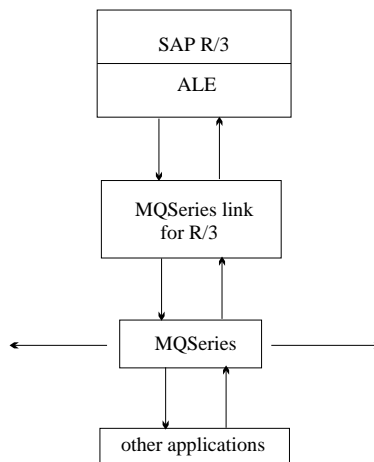 SAP R/3
ALE
MQSeries link
for R/3
MQSeries
other applications